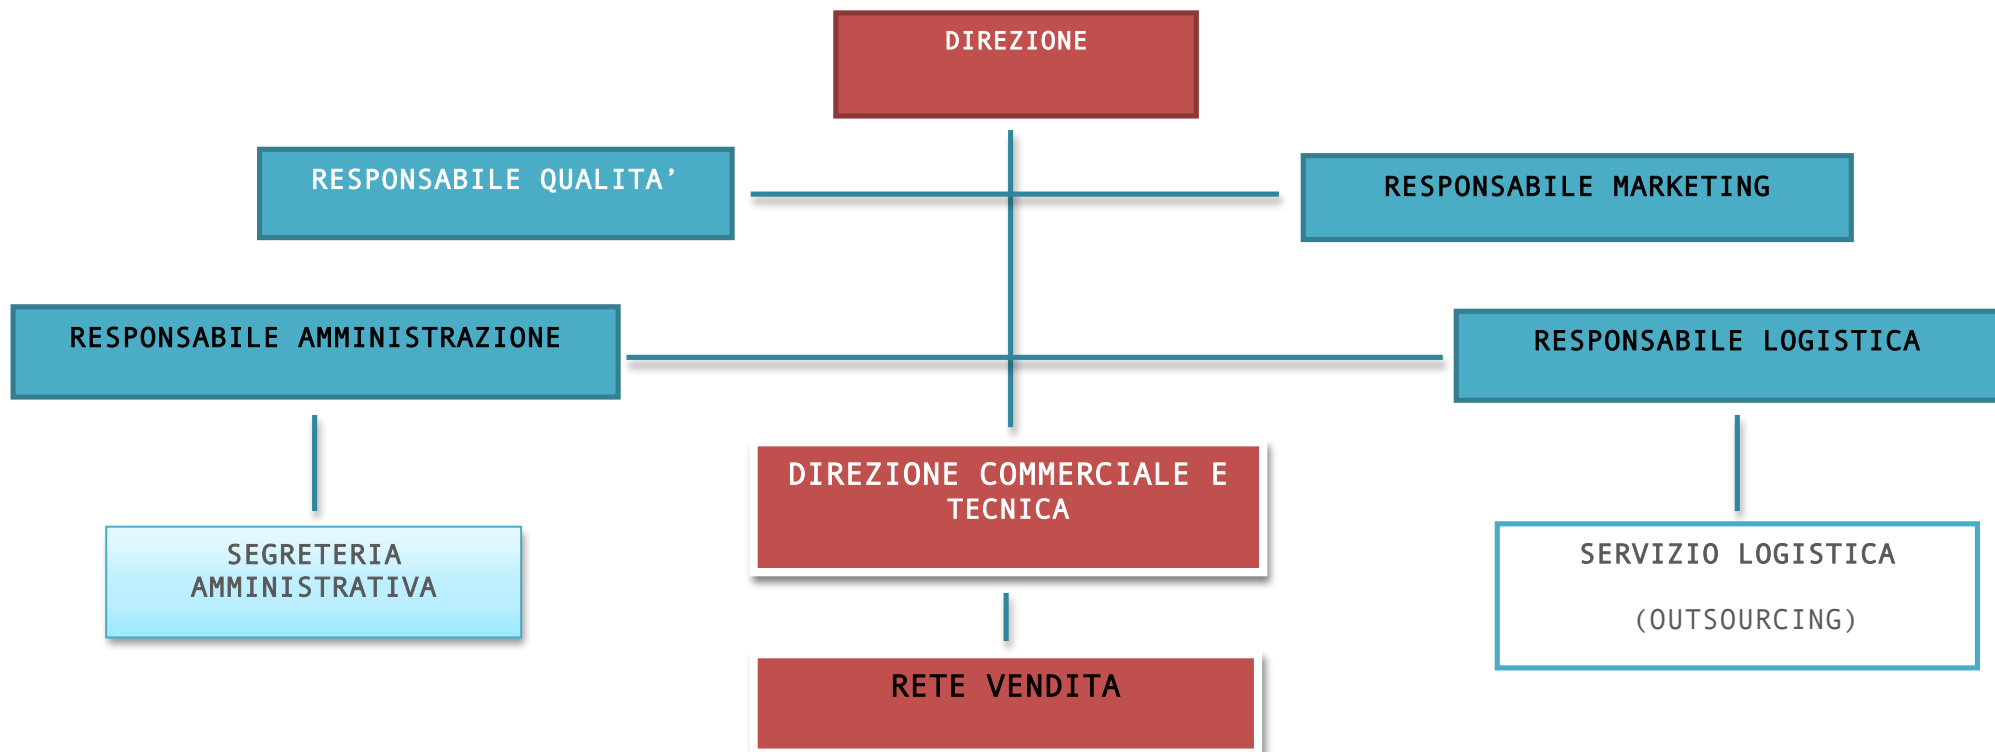 DIREZIONE
RESPONSABILE QUALITA’
RESPONSABILE MARKETING
RESPONSABILE AMMINISTRAZIONE
RESPONSABILE LOGISTICA
DIREZIONE COMMERCIALE E
TECNICA
SEGRETERIA
AMMINISTRATIVA
SERVIZIO LOGISTICA
(OUTSOURCING)
RETE VENDITA